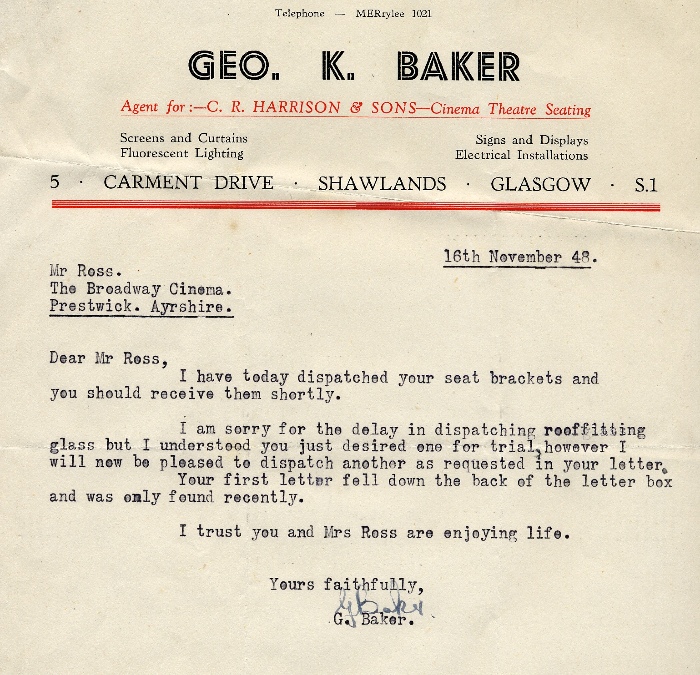 Telephone — MERrylee 1021
GEO. K. BAKER
Agent for:—C. R. HARRISON & SONS—Cinema Theatre Seating
Screens and Curtains
Fluorescent Lighting
Signs and Displays
Electrical Installations
5 · CARMENT DRIVE · SHAWLANDS · GLASGOW · S.1
16th November 48.
Mr Ross.
The Broadway Cinema.
Prestwick. Ayrshire.
Dear Mr Ross,
I have today dispatched your seat brackets and
you should receive them shortly.
I am sorry for the delay in dispatching rooffitting
glass but I understood you just desired one for trial,however I
will now be pleased to dispatch another as requested in your letter.
Your first letter fell down the back of the letter box
and was only found recently.
I trust you and Mrs Ross are enjoying life.
Yours faithfully,
G Baker
G. Baker.